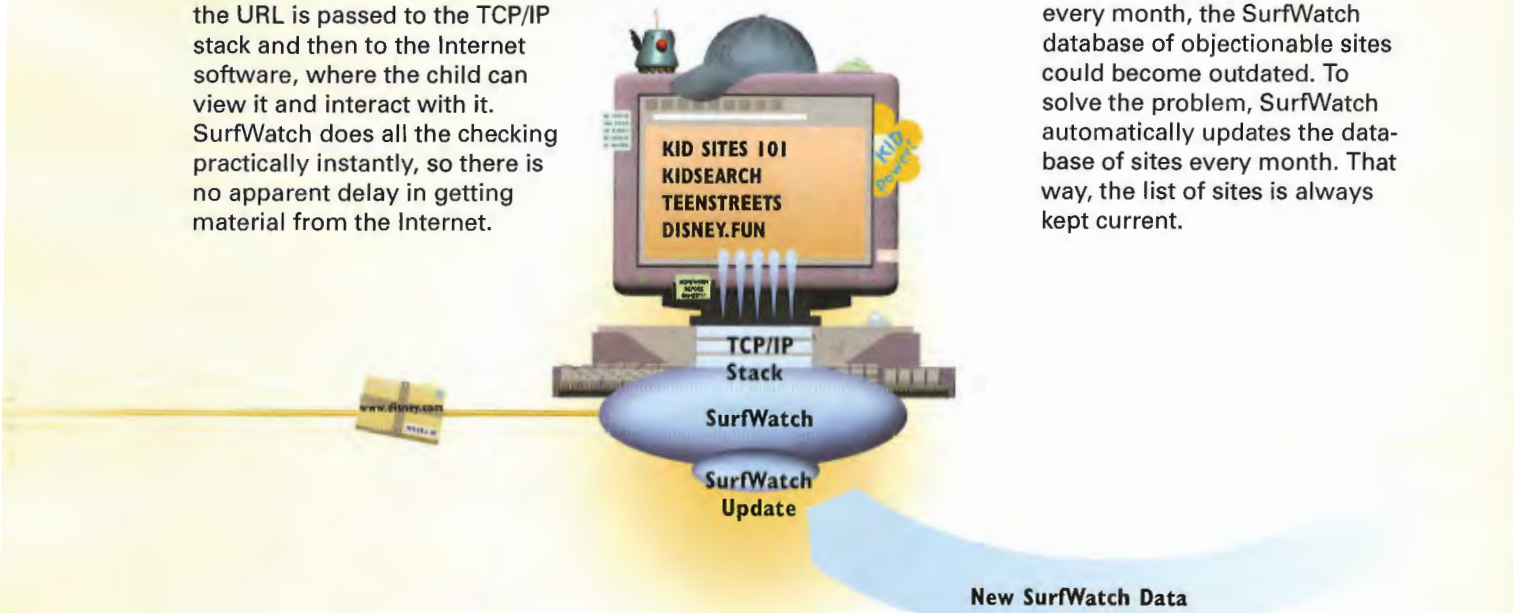 the URL is passed to the TCP/IP
stack and then to the Internet
software, where the child can
view it and interact with it.
SurfWatch does all the checking
practically instantly, so there is
no apparent delay in getting
material from the Internet.
KID SITES 101
KIDSEARCH
TEENSTREETS
DISNEY.FUN
KID
Powers
HOMEWORK
BEFORE
GAMES!!!
TCP/IP
Stack
www.disney.com
SurfWatch
SurfWatch
Update
every month, the SurfWatch
database of objectionable sites
could become outdated. To
solve the problem, SurfWatch
automatically updates the data-
base of sites every month. That
way, the list of sites is always
kept current.
New SurfWatch Data